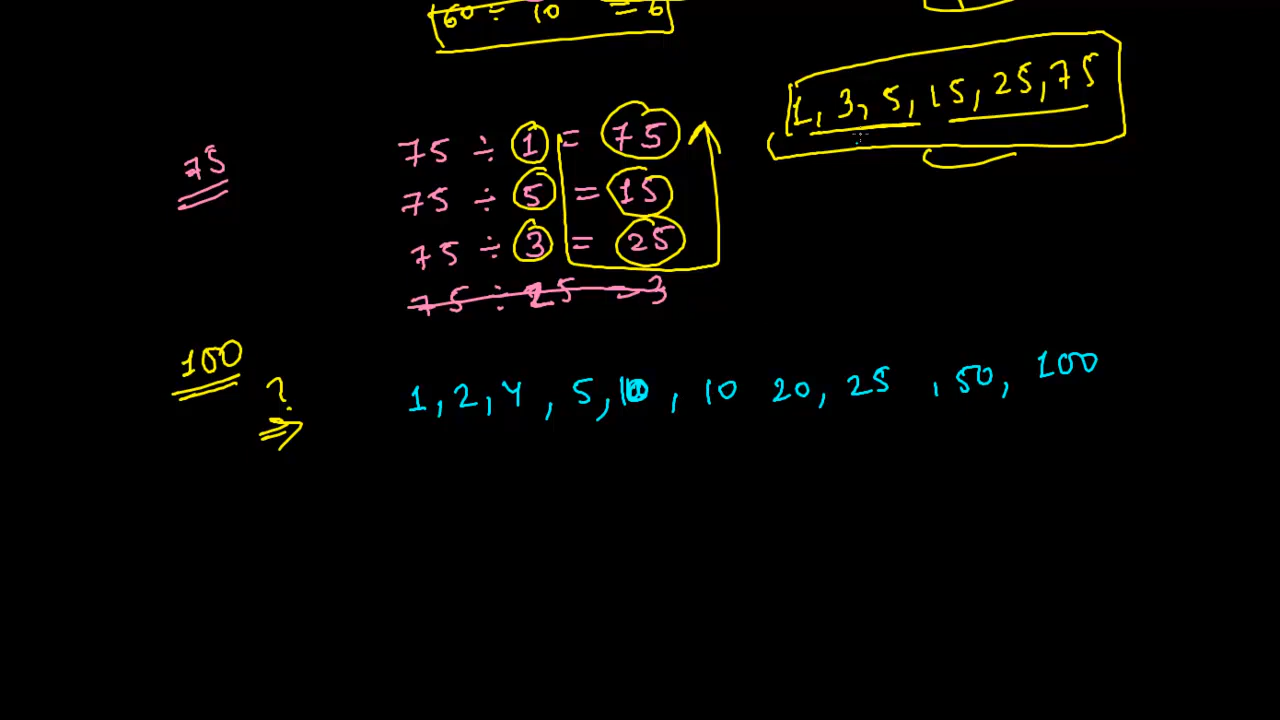 60 ÷ 10 = 6
1, 3, 5, 15, 25, 75
75
75 ÷ 1 = 75
75 ÷ 5 = 15
75 ÷ 3 = 25
75 ÷ 25 = 3
100
? ⇒ 1, 2, 4, 5, , 10 20, 25 , 50, 100